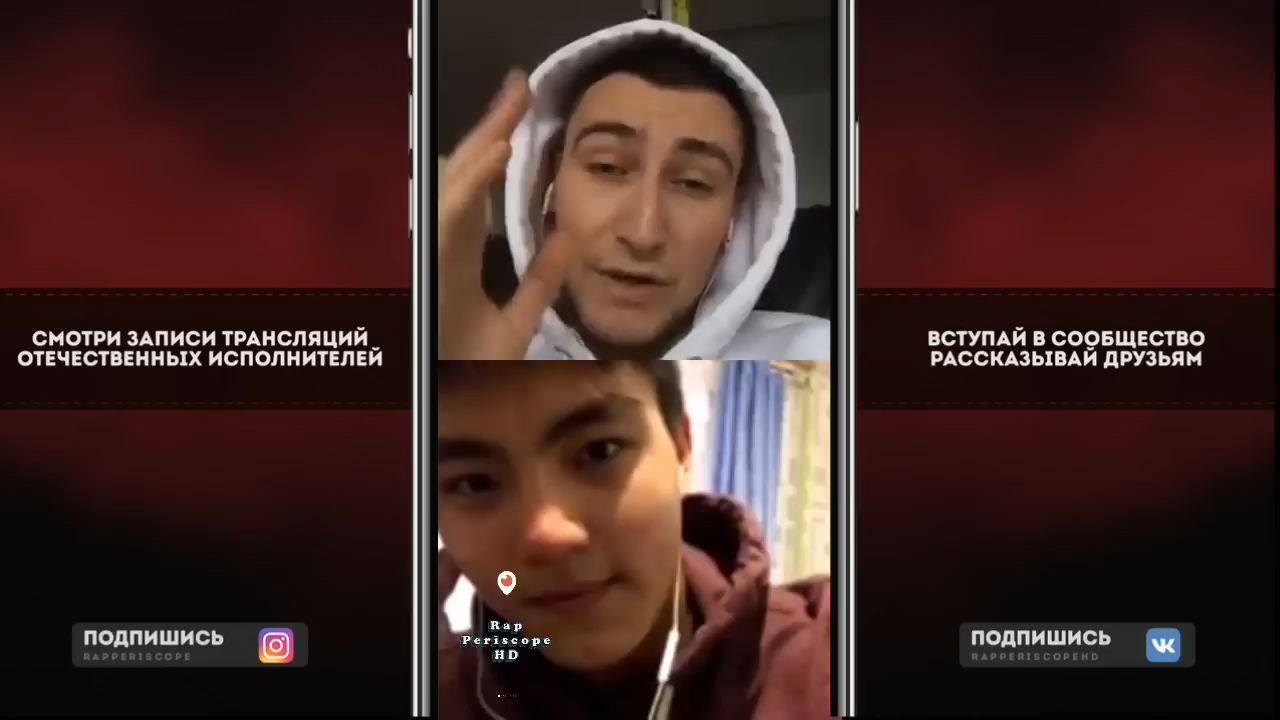 СМОТРИ ЗАПИСИ ТРАНСЛЯЦИЙ
ОТЕЧЕСТВЕННЫХ ИСПОЛНИТЕЛЕЙ
ВСТУПАЙ В СООБЩЕСТВО
РАССКАЗЫВАЙ ДРУЗЬЯМ
Rap
Periscope
HD
ПОДПИШИСЬ
RAPPERISCOPE
ПОДПИШИСЬ
RAPPERISCOPEHD